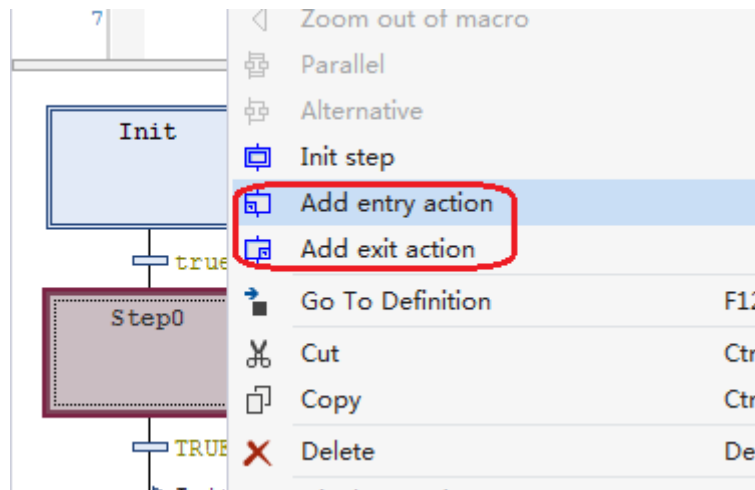 7
Zoom out of macro
Parallel
Alternative
Init
Init step
Add entry action
true
Add exit action
Step0
Go To Definition F12
Cut Ctr
Copy Ctr
TRUE
Delete De